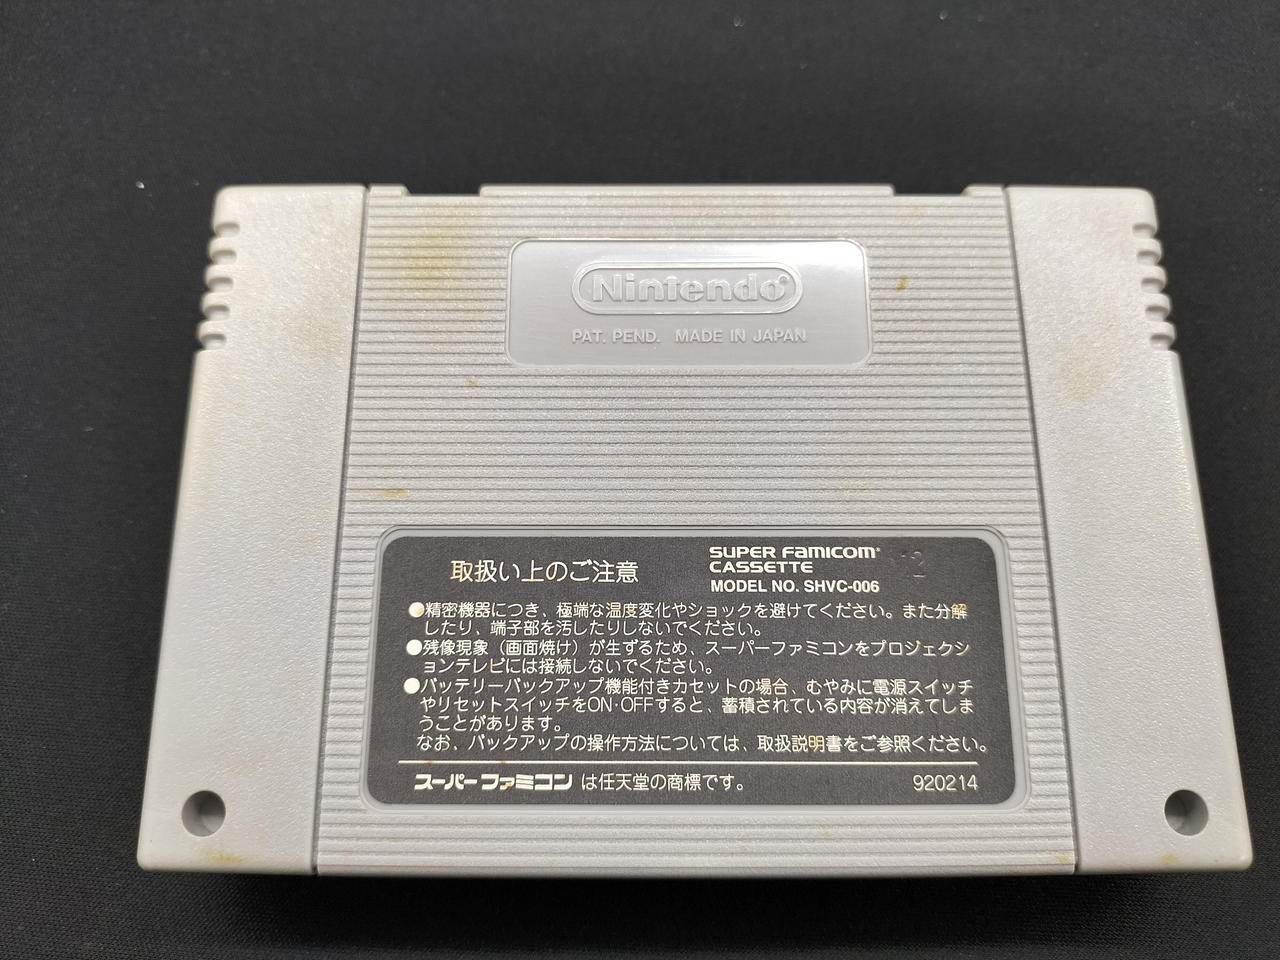 Nintendo®
PAT. PEND. MADE IN JAPAN
取扱い上のご注意
SUPER FAMICOM®
CASSETTE
MODEL NO. SHVC-006
●精密機器につき、極端な温度変化やショックを避けてください。また分解
したり、端子部を汚したりしないでください。
●残像現象（画面焼け）が生ずるため、スーパーファミコンをプロジェクシ
ョンテレビには接続しないでください。
●バッテリーバックアップ機能付きカセットの場合、むやみに電源スイッチ
やリセットスイッチをON·OFFすると、蓄積されている内容が消えてしま
うことがあります。
なお、バックアップの操作方法については、取扱説明書をご参照ください。
スーパーファミコン は任天堂の商標です。
920214